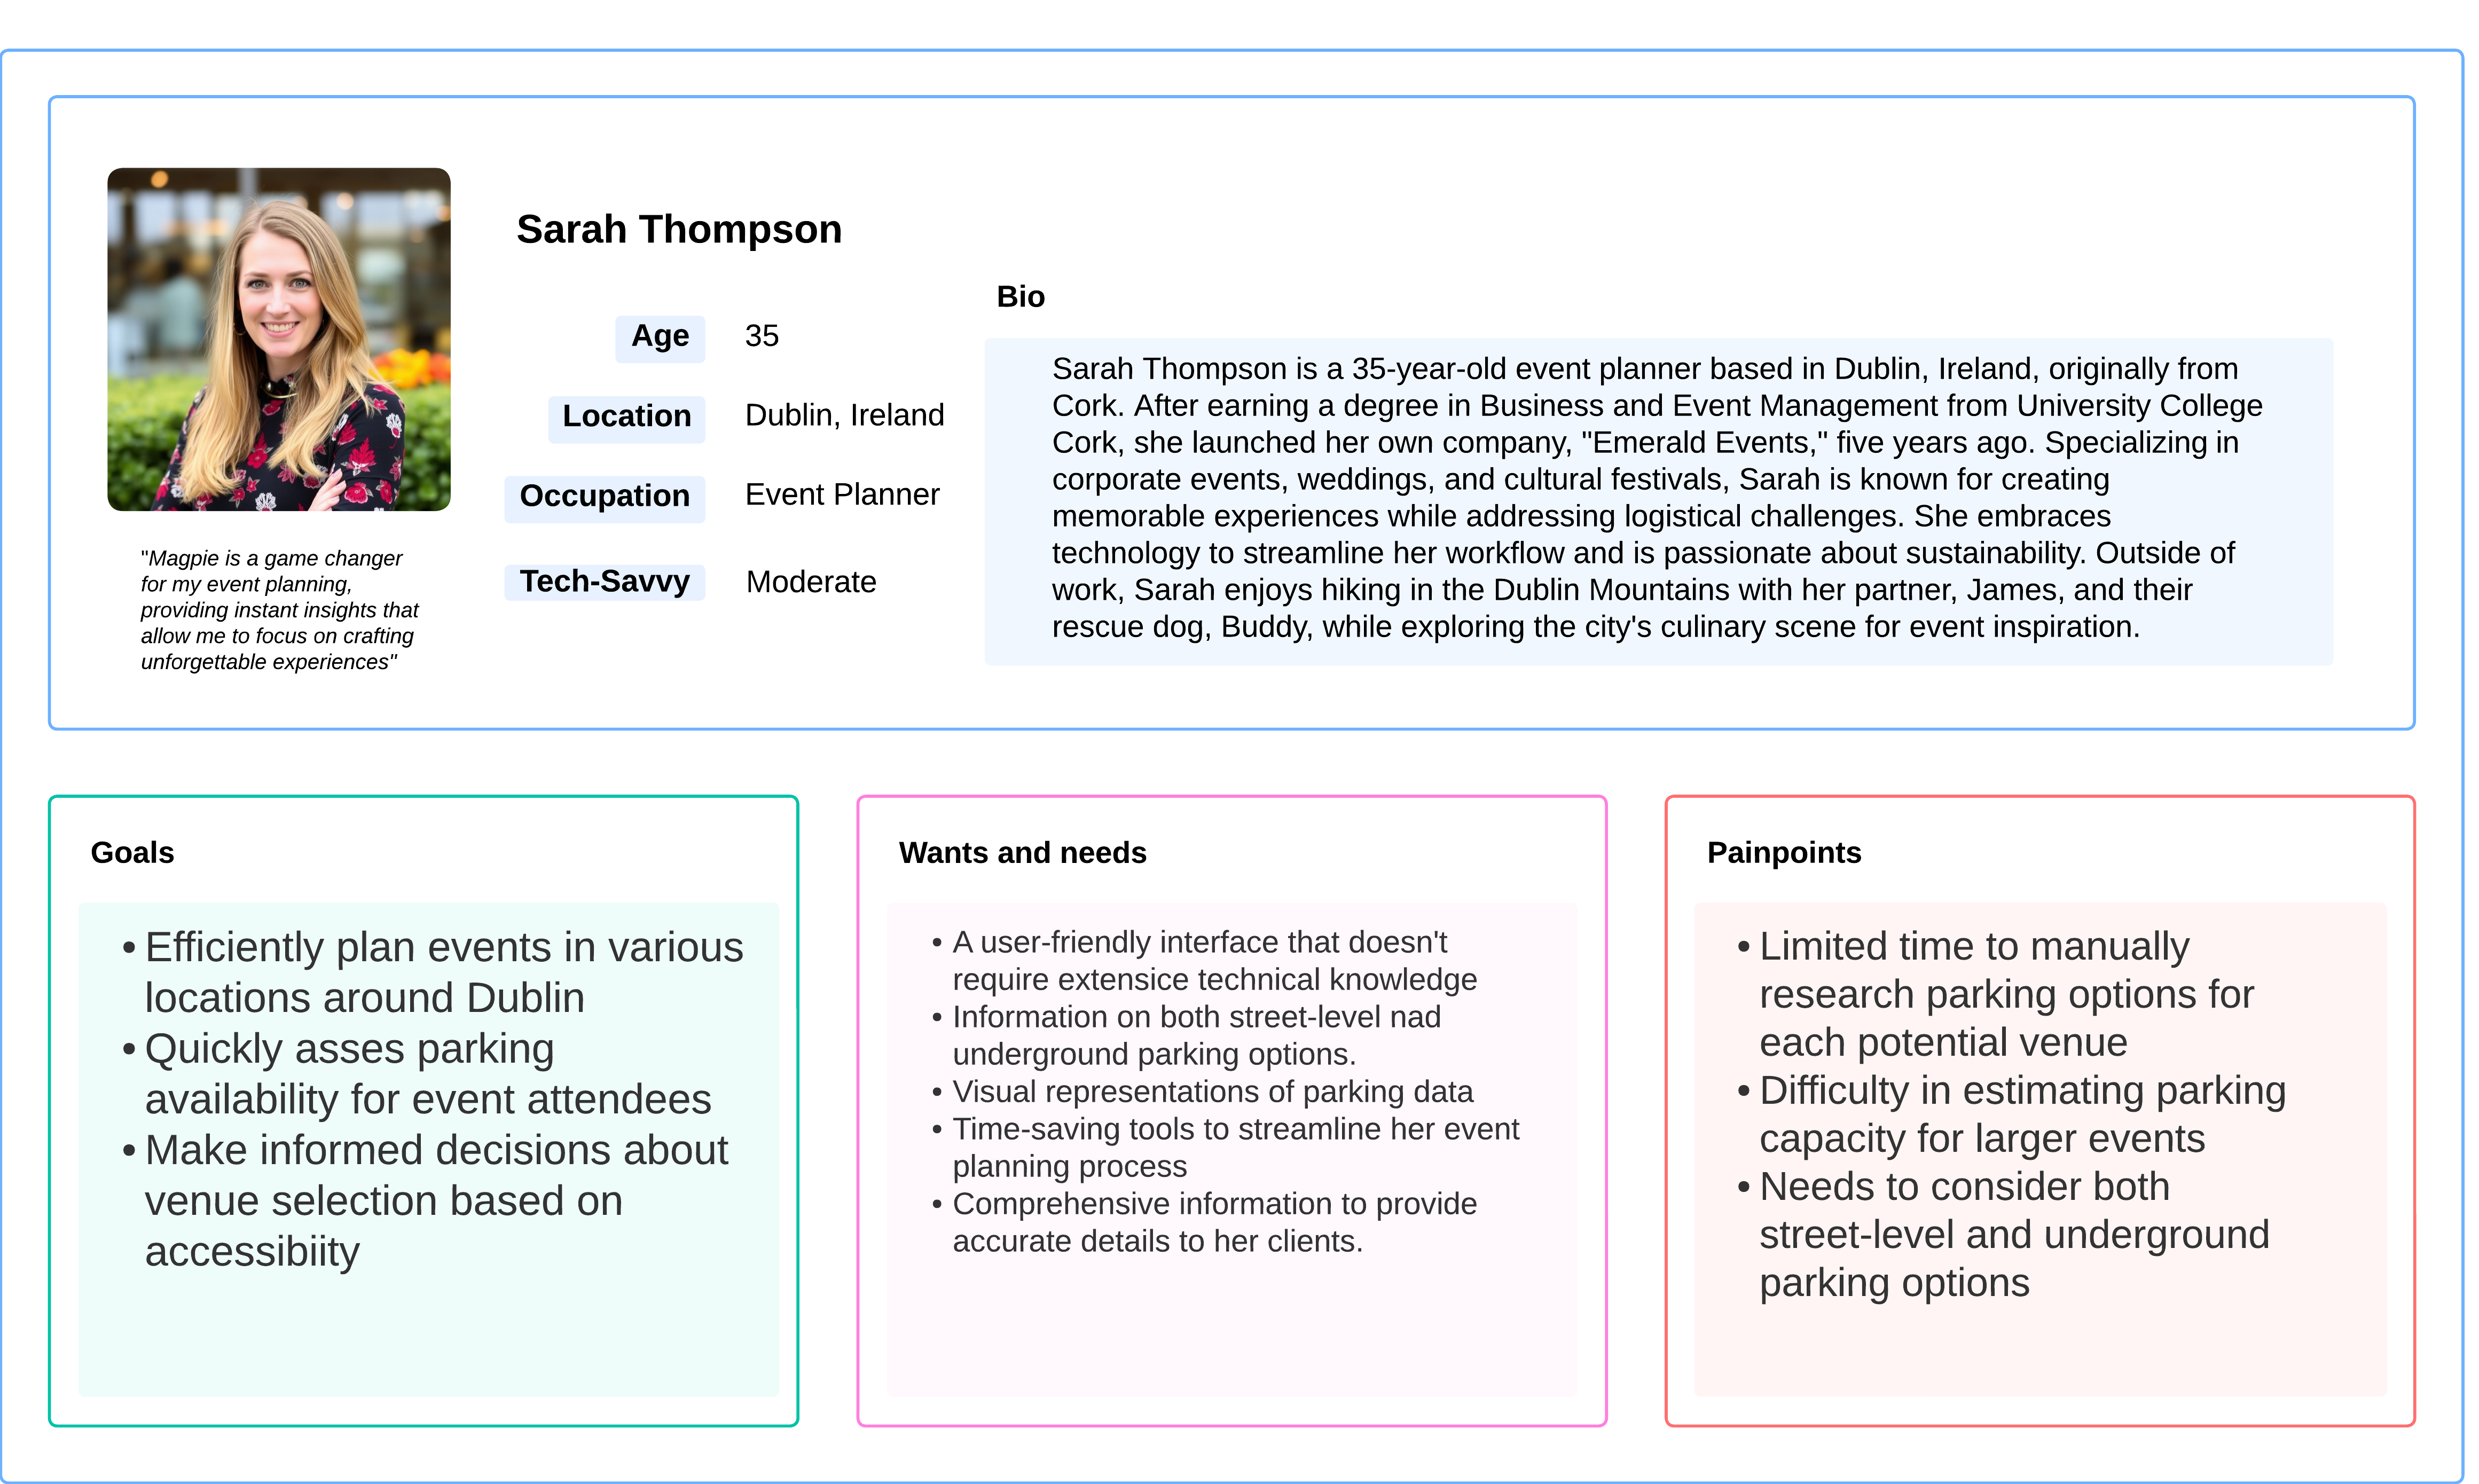 Sarah Thompson
Age
35
Location
Dublin, Ireland
Occupation
Event Planner
Tech-Savvy
Moderate
"Magpie is a game changer
for my event planning,
providing instant insights that
allow me to focus on crafting
unforgettable experiences"
Bio
Sarah Thompson is a 35-year-old event planner based in Dublin, Ireland, originally from
Cork. After earning a degree in Business and Event Management from University College
Cork, she launched her own company, "Emerald Events," five years ago. Specializing in
corporate events, weddings, and cultural festivals, Sarah is known for creating
memorable experiences while addressing logistical challenges. She embraces
technology to streamline her workflow and is passionate about sustainability. Outside of
work, Sarah enjoys hiking in the Dublin Mountains with her partner, James, and their
rescue dog, Buddy, while exploring the city's culinary scene for event inspiration.
Goals
• Efficiently plan events in various
locations around Dublin
• Quickly asses parking
availability for event attendees
• Make informed decisions about
venue selection based on
accessibiity
Wants and needs
• A user-friendly interface that doesn't
require extensice technical knowledge
• Information on both street-level nad
underground parking options.
• Visual representations of parking data
• Time-saving tools to streamline her event
planning process
• Comprehensive information to provide
accurate details to her clients.
Painpoints
• Limited time to manually
research parking options for
each potential venue
• Difficulty in estimating parking
capacity for larger events
• Needs to consider both
street-level and underground
parking options